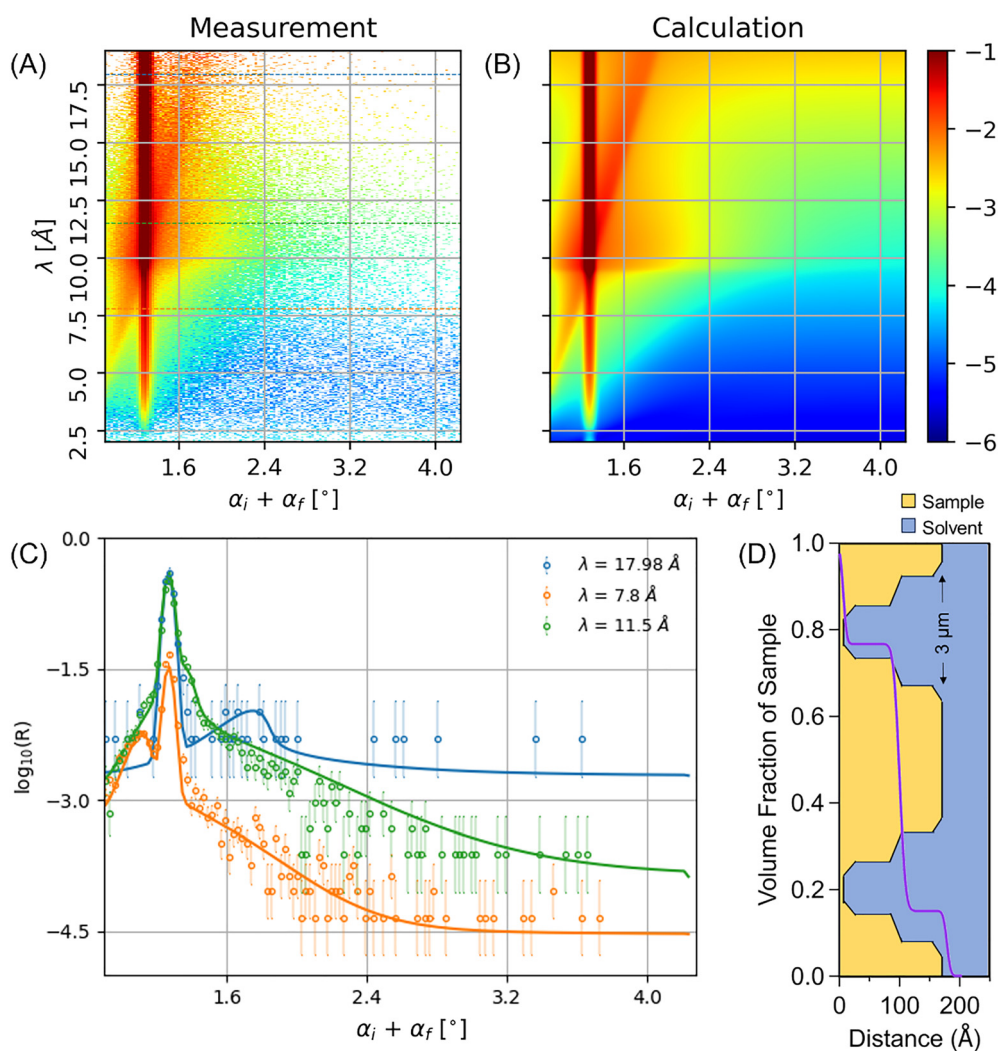 Measurement
Calculation
(A)
(B)
17.5
15.0
12.5
10.0
7.5
5.0
2.5
λ [Å]
1.6 2.4 3.2 4.0
αi + αf [°]
1.6 2.4 3.2 4.0
αi + αf [°]
−1
−2
−3
−4
−5
−6
(C)
0.0
−1.5
−3.0
−4.5
log10(R)
λ = 17.98 Å
λ = 7.8 Å
λ = 11.5 Å
1.6 2.4 3.2 4.0
αi + αf [°]
Sample
Solvent
(D)
1.0
0.8
0.6
0.4
0.2
0.0
Volume Fraction of Sample
3 μm
0 100 200
Distance (Å)